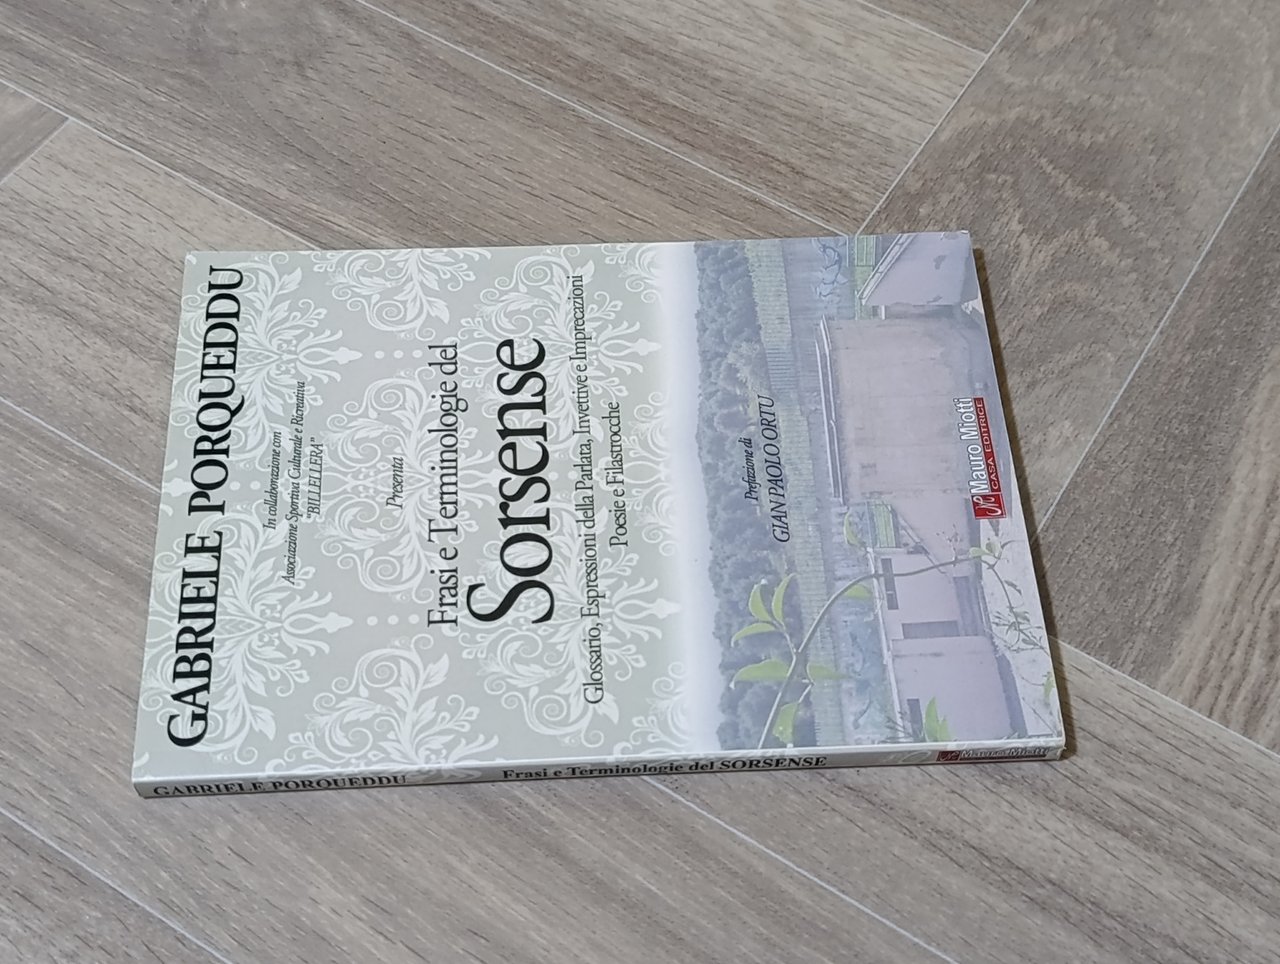 GABRIELE PORQUEDDU
In collaborazione con
Associazione Sportiva Culturale e Ricreativa
"BILLELLERA"
Presenta
Frasi e Terminologie del
Sorsense
Glossario, Espressioni della Parlata, Invettive e Imprecazioni
Poesie e Filastrocche
Prefazione di
GIAN PAOLO ORTU
Mauro Miotti
CASA EDITRICE
GABRIELE PORQUEDDU Frasi e Terminologie del SORSENSE Mauro Miotti